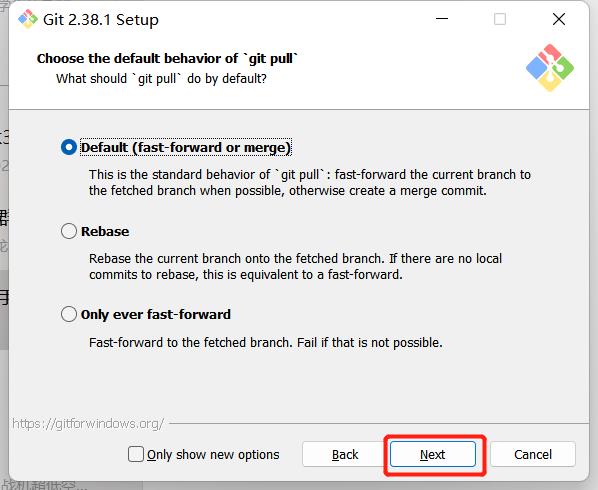 Git 2.38.1 Setup
Choose the default behavior of `git pull`
What should `git pull` do by default?
Default (fast-forward or merge)
This is the standard behavior of `git pull`: fast-forward the current branch to
the fetched branch when possible, otherwise create a merge commit.
Rebase
Rebase the current branch onto the fetched branch. If there are no local
commits to rebase, this is equivalent to a fast-forward.
Only ever fast-forward
Fast-forward to the fetched branch. Fail if that is not possible.
https://gitforwindows.org/
Only show new options
Back
Next
Cancel